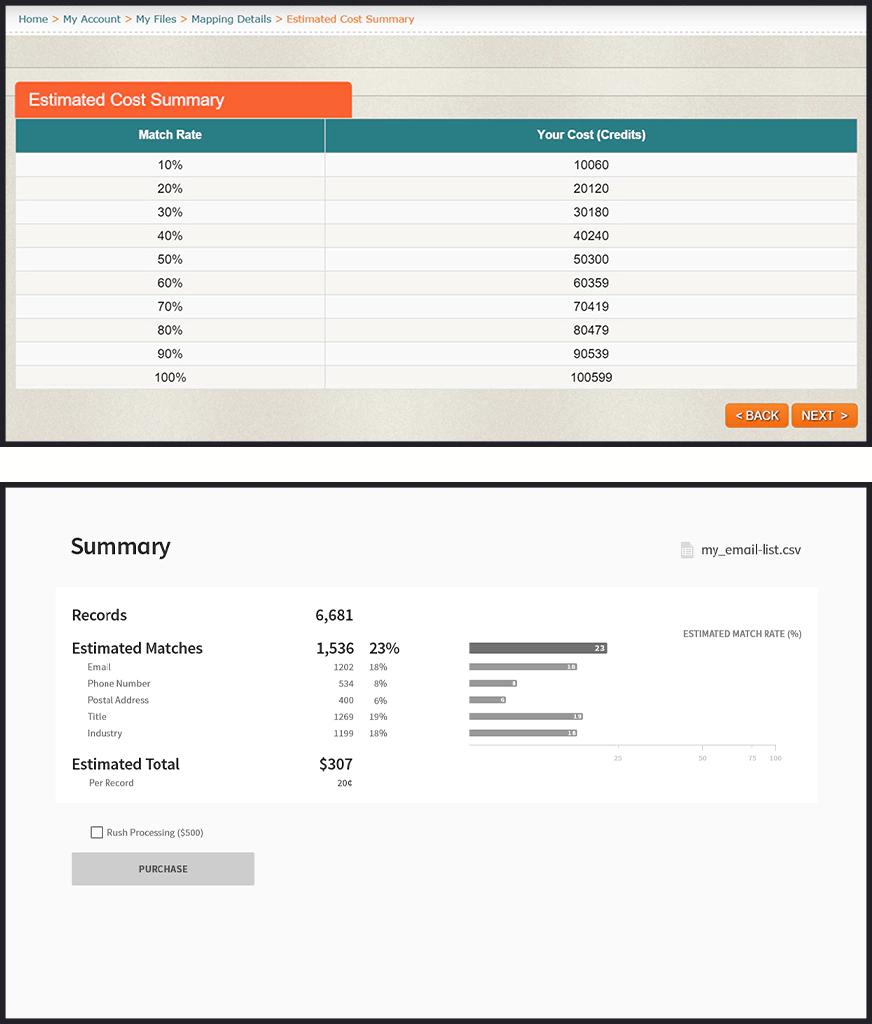 Home > My Account > My Files > Mapping Details > Estimated Cost Summary
Estimated Cost Summary
Match Rate Your Cost (Credits)
10% 10060
20% 20120
30% 30180
40% 40240
50% 50300
60% 60359
70% 70419
80% 80479
90% 90539
100% 100599
< BACK NEXT >
Summary my_email-list.csv
Records 6,681
ESTIMATED MATCH RATE (%)
Estimated Matches 1,536 23% 23
Email 1202 18% 18
Phone Number 534 8% 8
Postal Address 400 6% 6
Title 1269 19% 19
Industry 1199 18% 18
25 50 75 100
Estimated Total $307
Per Record 20¢
Rush Processing ($500)
PURCHASE